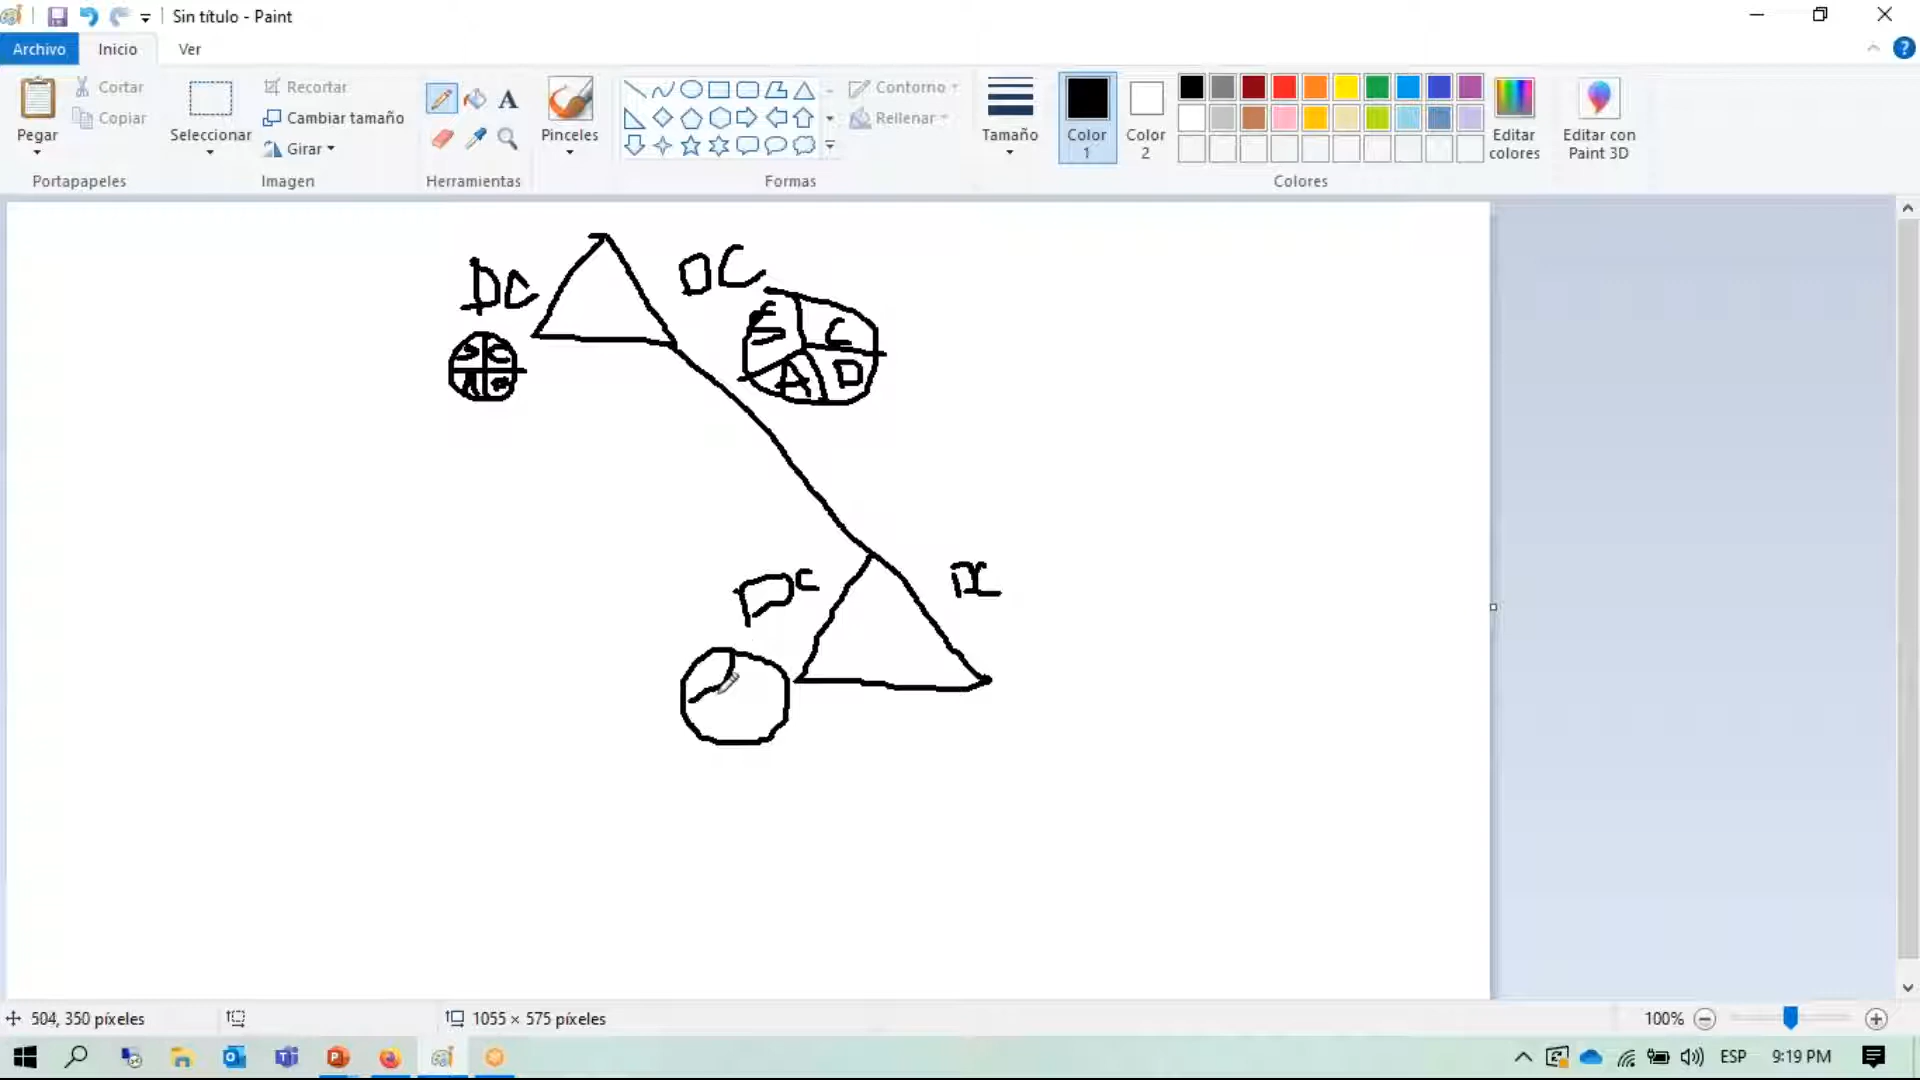 Sin título - Paint
Archivo Inicio Ver
Pegar
Cortar
Copiar
Portapapeles
Seleccionar
Recortar
Cambiar tamaño
Girar
Imagen
A
Herramientas
Pinceles
Formas
Contorno
Rellenar
Tamaño
Color 1
Color 2
Editar colores
Colores
Editar con Paint 3D
DC
DC
C
A D
DC
DC
504, 350 píxeles
1055 × 575 píxeles
100%
ESP
9:19 PM